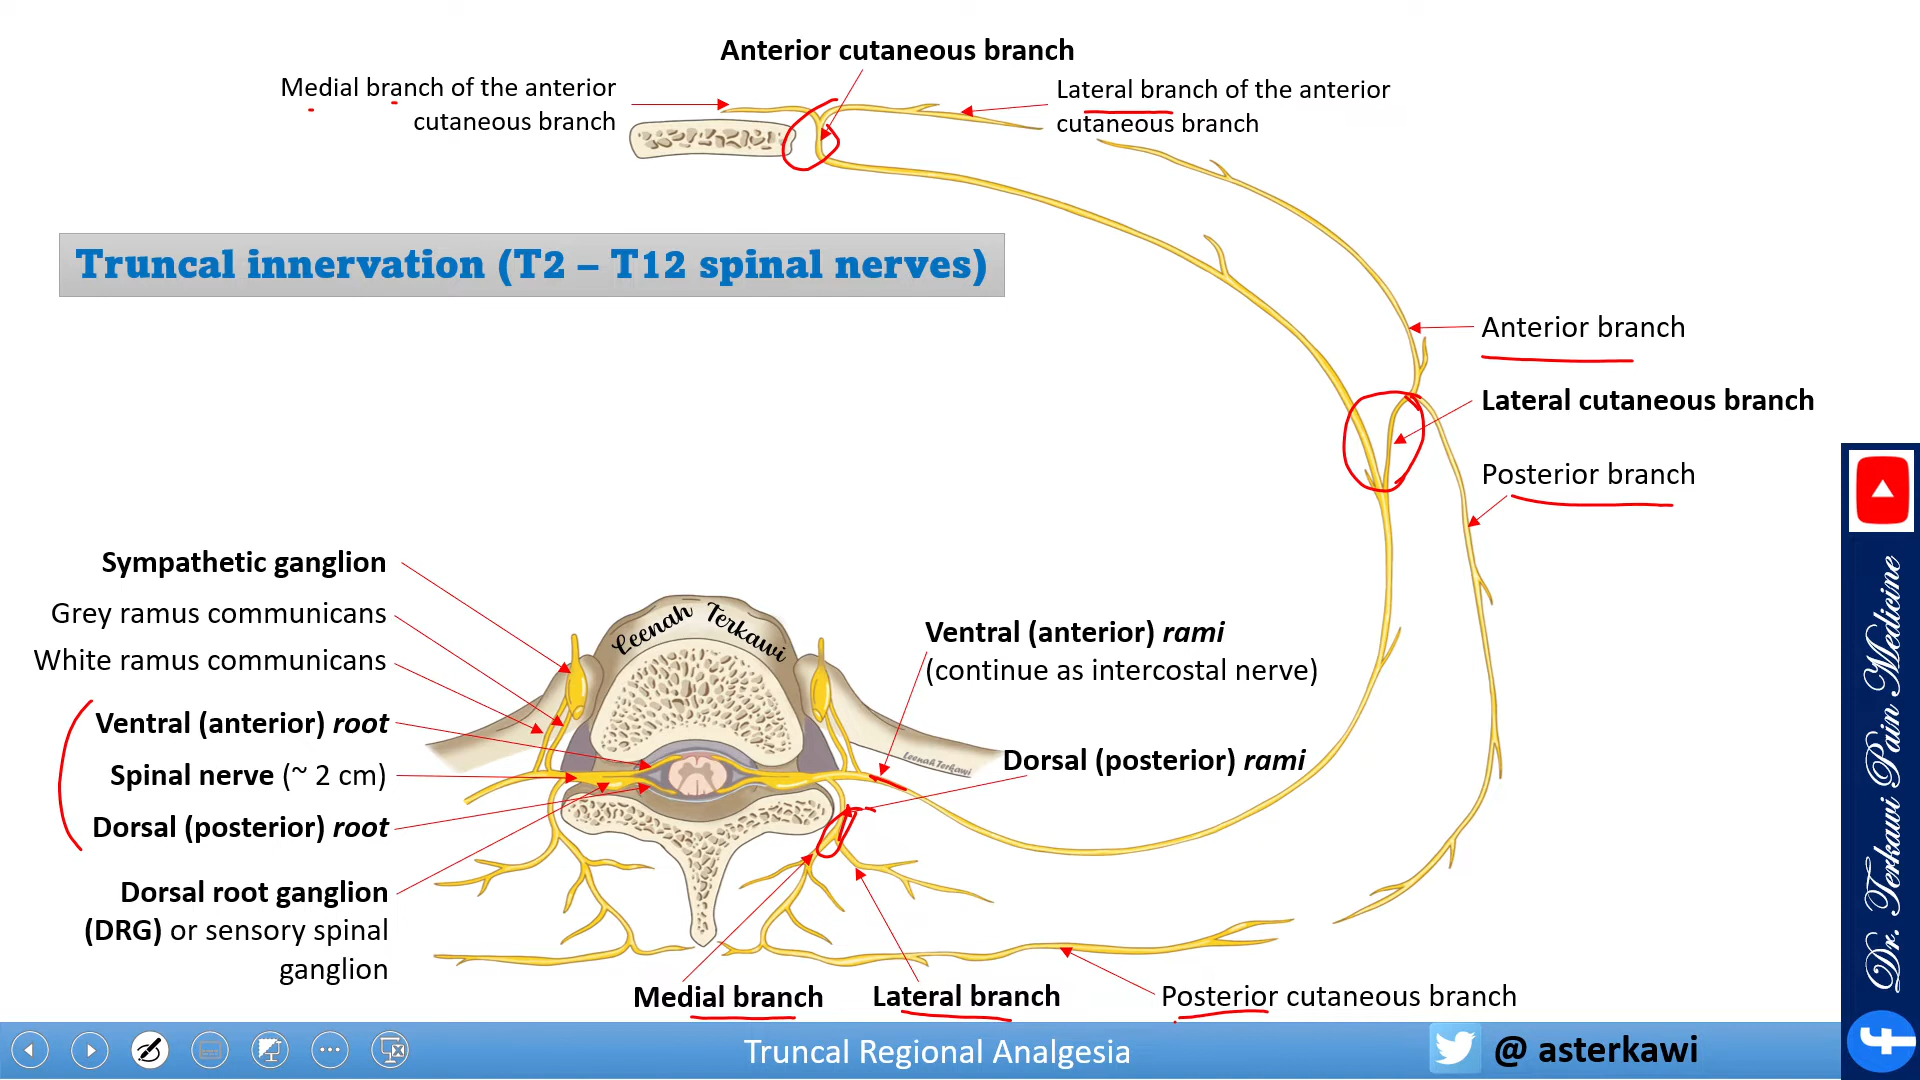 Anterior cutaneous branch
Medial branch of the anterior
cutaneous branch
Lateral branch of the anterior
cutaneous branch
Truncal innervation (T2 – T12 spinal nerves)
Anterior branch
Lateral cutaneous branch
Posterior branch
Sympathetic ganglion
Grey ramus communicans
White ramus communicans
Ventral (anterior) root
Spinal nerve (~ 2 cm)
Dorsal (posterior) root
Dorsal root ganglion
(DRG) or sensory spinal
ganglion
Leenah Terkawi
Ventral (anterior) rami
(continue as intercostal nerve)
Leenah Terkawi
Dorsal (posterior) rami
Medial branch
Lateral branch
Posterior cutaneous branch
Dr. Terkawi Pain Medicine
Truncal Regional Analgesia
@ asterkawi